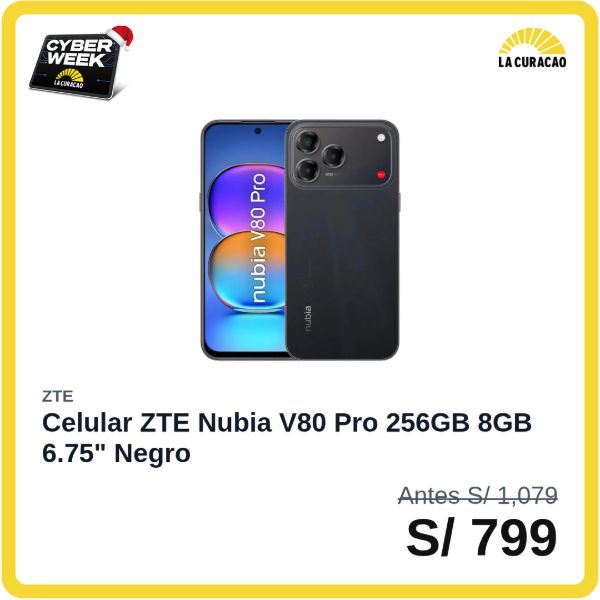 CYBER
WEEK
LA CURACAO
LA CURACAO
nubia V80 Pro
nubia
ZTE
Celular ZTE Nubia V80 Pro 256GB 8GB
6.75" Negro
Antes S/ 1,079
S/ 799